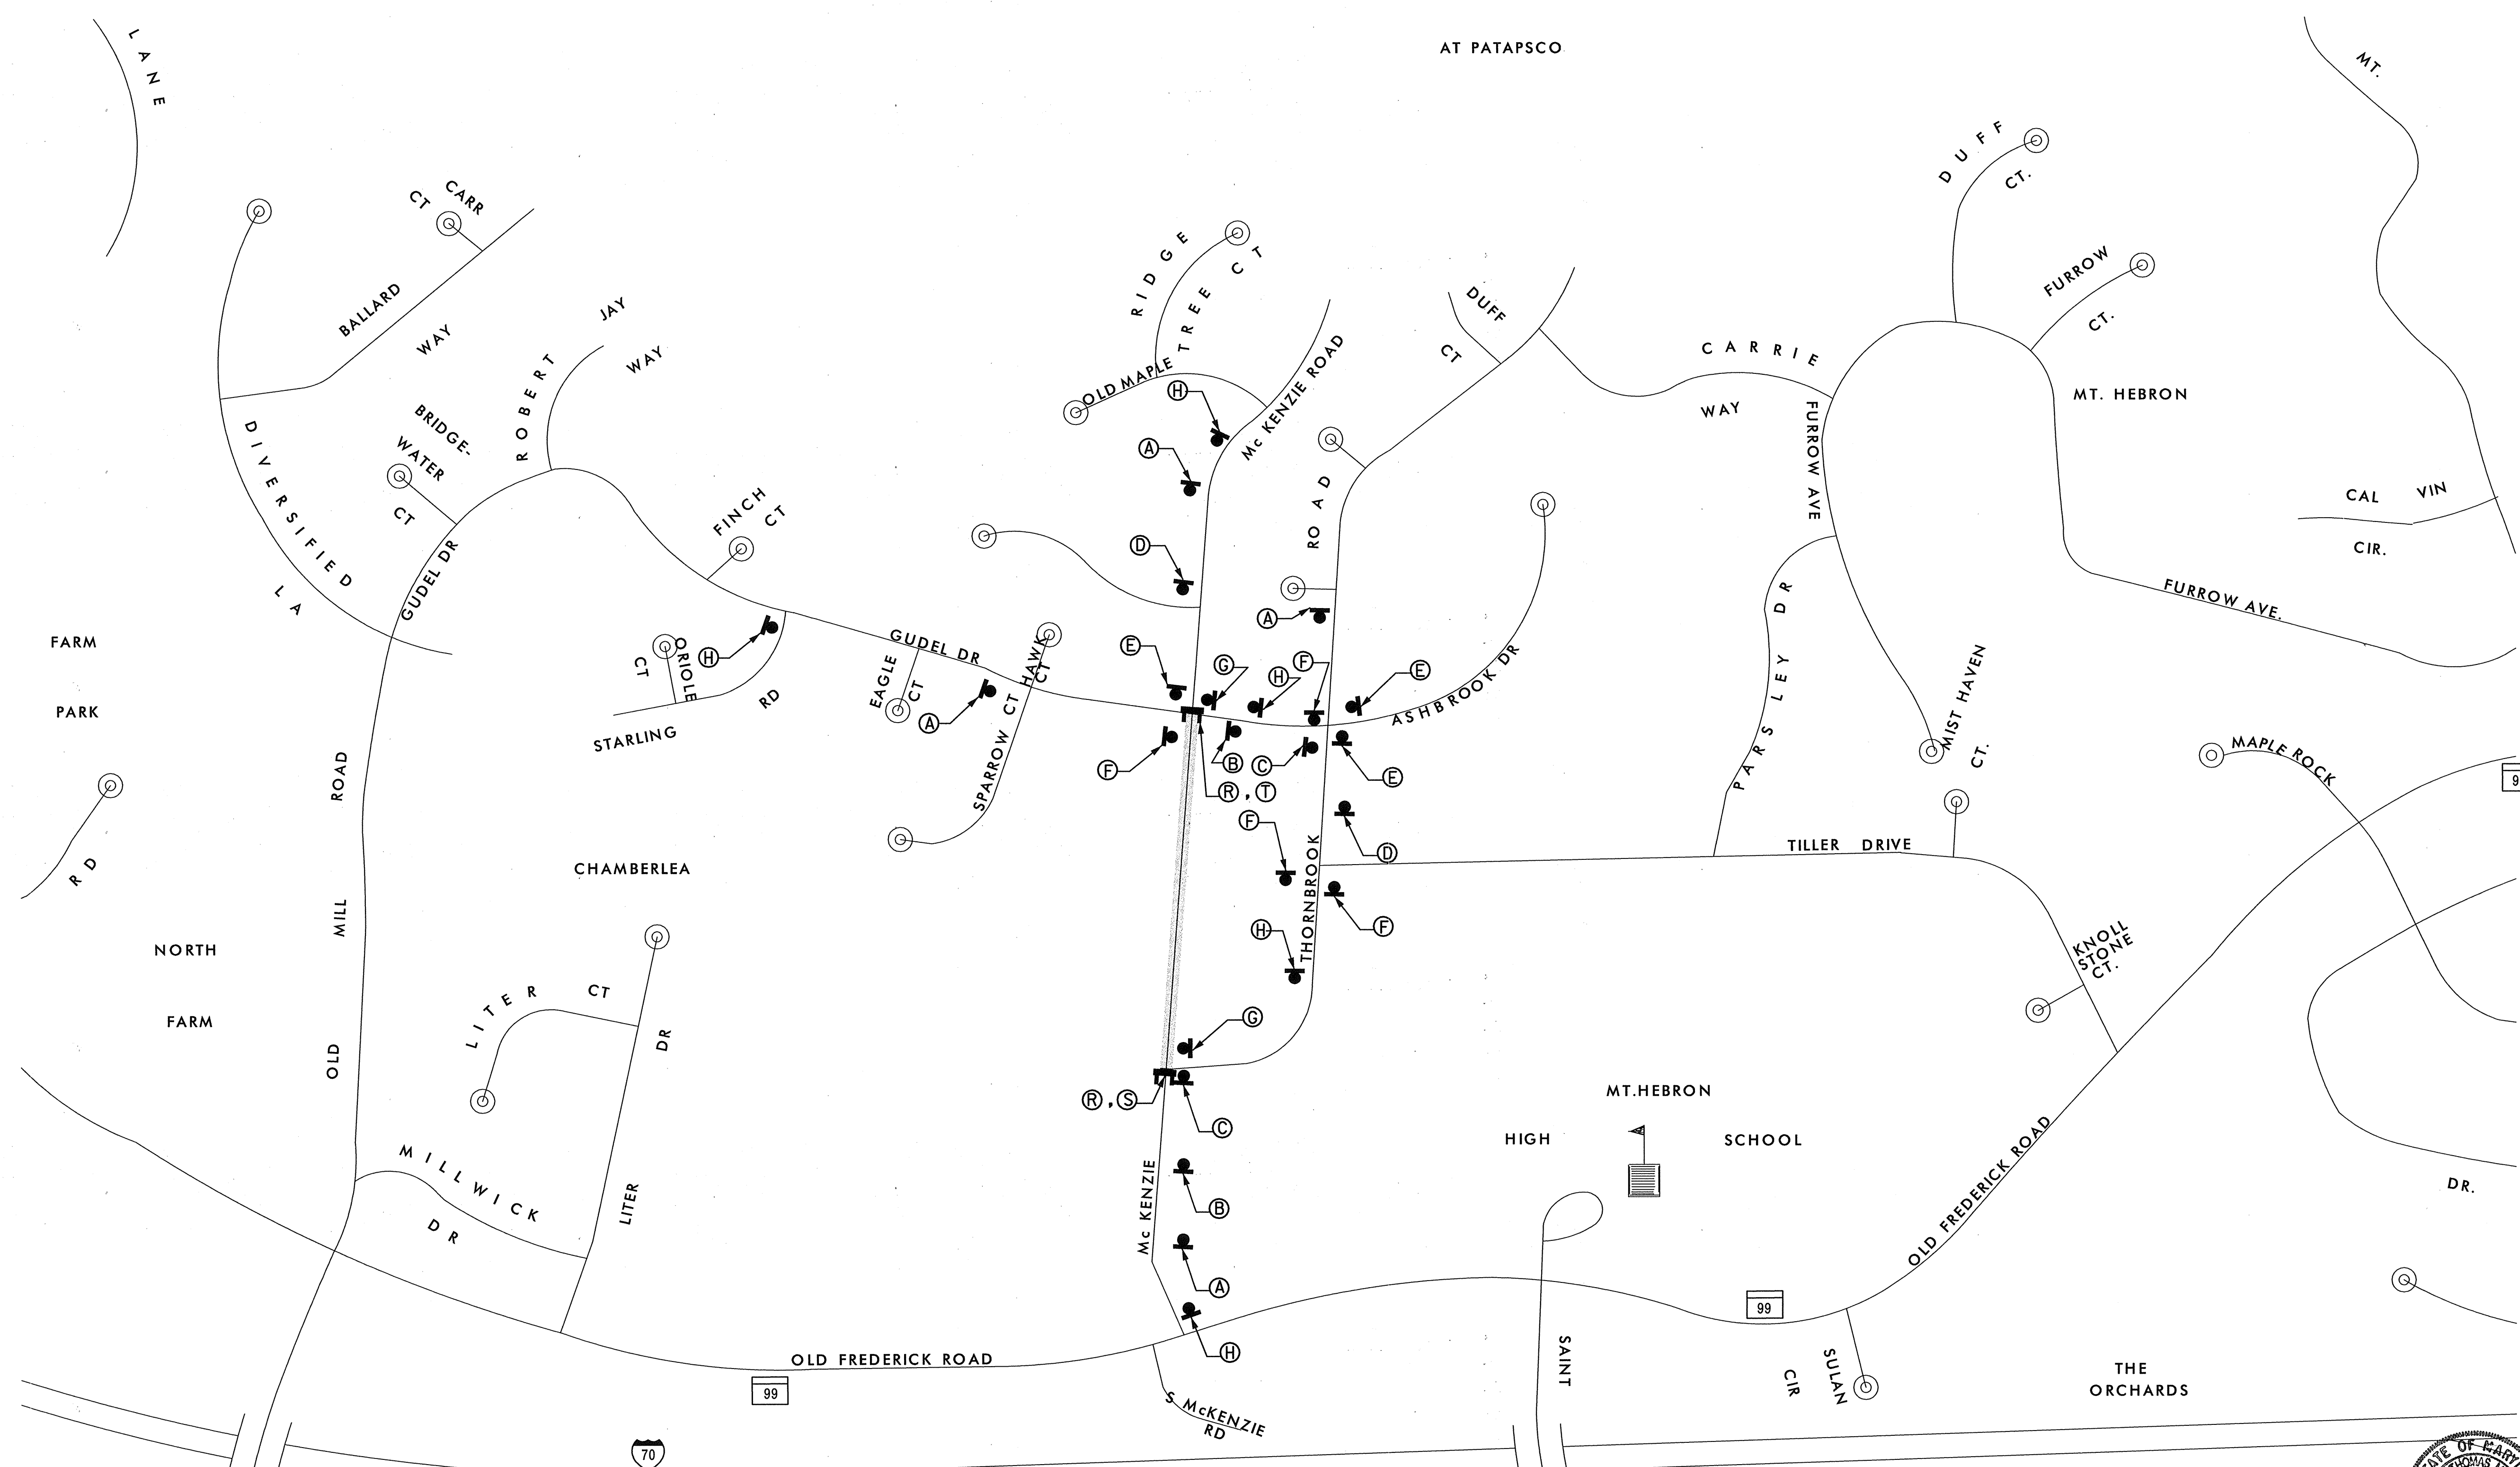 LANE
AT PATAPSCO
MT.
DUFF
CT.
CARR
CT
RIDGE
TREE CT
FURROW
CT.
BALLARD
WAY
JAY
WAY
ROBERT
DUFF
CT
Mc KENZIE ROAD
OLD MAPLE
H
CARRIE
WAY
FURROW AVE
MT. HEBRON
BRIDGE-
WATER
CT
DIVERSIFIED
LA
A
ROAD
CAL VIN
CIR.
FINCH
CT
GUDEL DR
D
FURROW AVE.
A
PARSLEY DR
FARM
PARK
ORIOLE
CT
H
GUDEL DR
HAWK
CT
E
G
H
F
E
ASHBROOK DR
EAGLE
CT
A
STARLING
RD
SPARROW CT
F
B
C
E
R , T
MIST HAVEN
CT.
MAPLE ROCK
9
RD
OLD MILL ROAD
CHAMBERLEA
F
D
THORNBROOK
TILLER DRIVE
F
H
KNOLL
STONE
CT.
NORTH
FARM
LITER CT
LITER DR
G
R , S
C
MT.HEBRON
HIGH SCHOOL
MILLWICK
DR
Mc KENZIE
B
A
H
OLD FREDERICK ROAD
DR.
99
OLD FREDERICK ROAD
99
S McKENZIE
RD
SAINT
SULAN
CIR
THE
ORCHARDS
70
ATE OF MARY
THOMAS